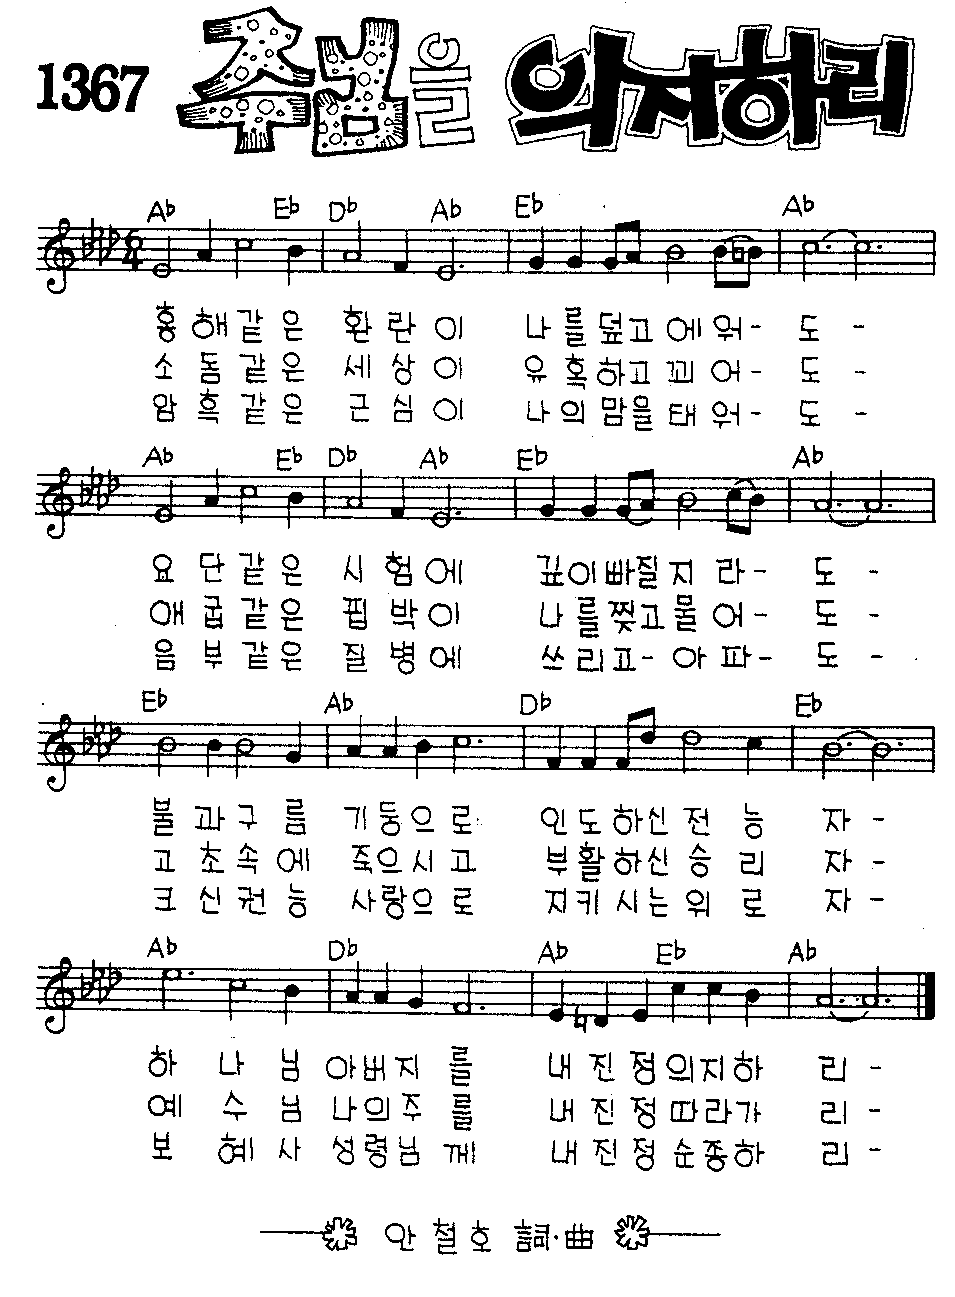 1367 주님을 의지하리
Ab Eb Db Ab Eb Ab
6/4
홍해같은 환란이 나를덮고에워- 도 -
소돔같은 세상이 유혹하고꾀어- 도 -
암흑같은 근심이 나의맘을태워- 도 -
Ab Eb Db Ab Eb Ab
요단같은 시험에 깊이빠질지라- 도 -
애굽같은 핍박이 나를찢고물어- 도 -
음부같은 질병에 쓰리고-아파- 도 -
Eb Ab Db Eb
불과구름 기둥으로 인도하신전능 자 -
고초속에 죽으시고 부활하신승리 자 -
크신권능 사랑으로 지키시는위로 자 -
Ab Db Ab Eb Ab
하나님 아버지를 내진정의지하 리 -
예수님 나의주를 내진정따라가 리 -
보혜사 성령님께 내진정순종하 리 -
안철호 詞·曲